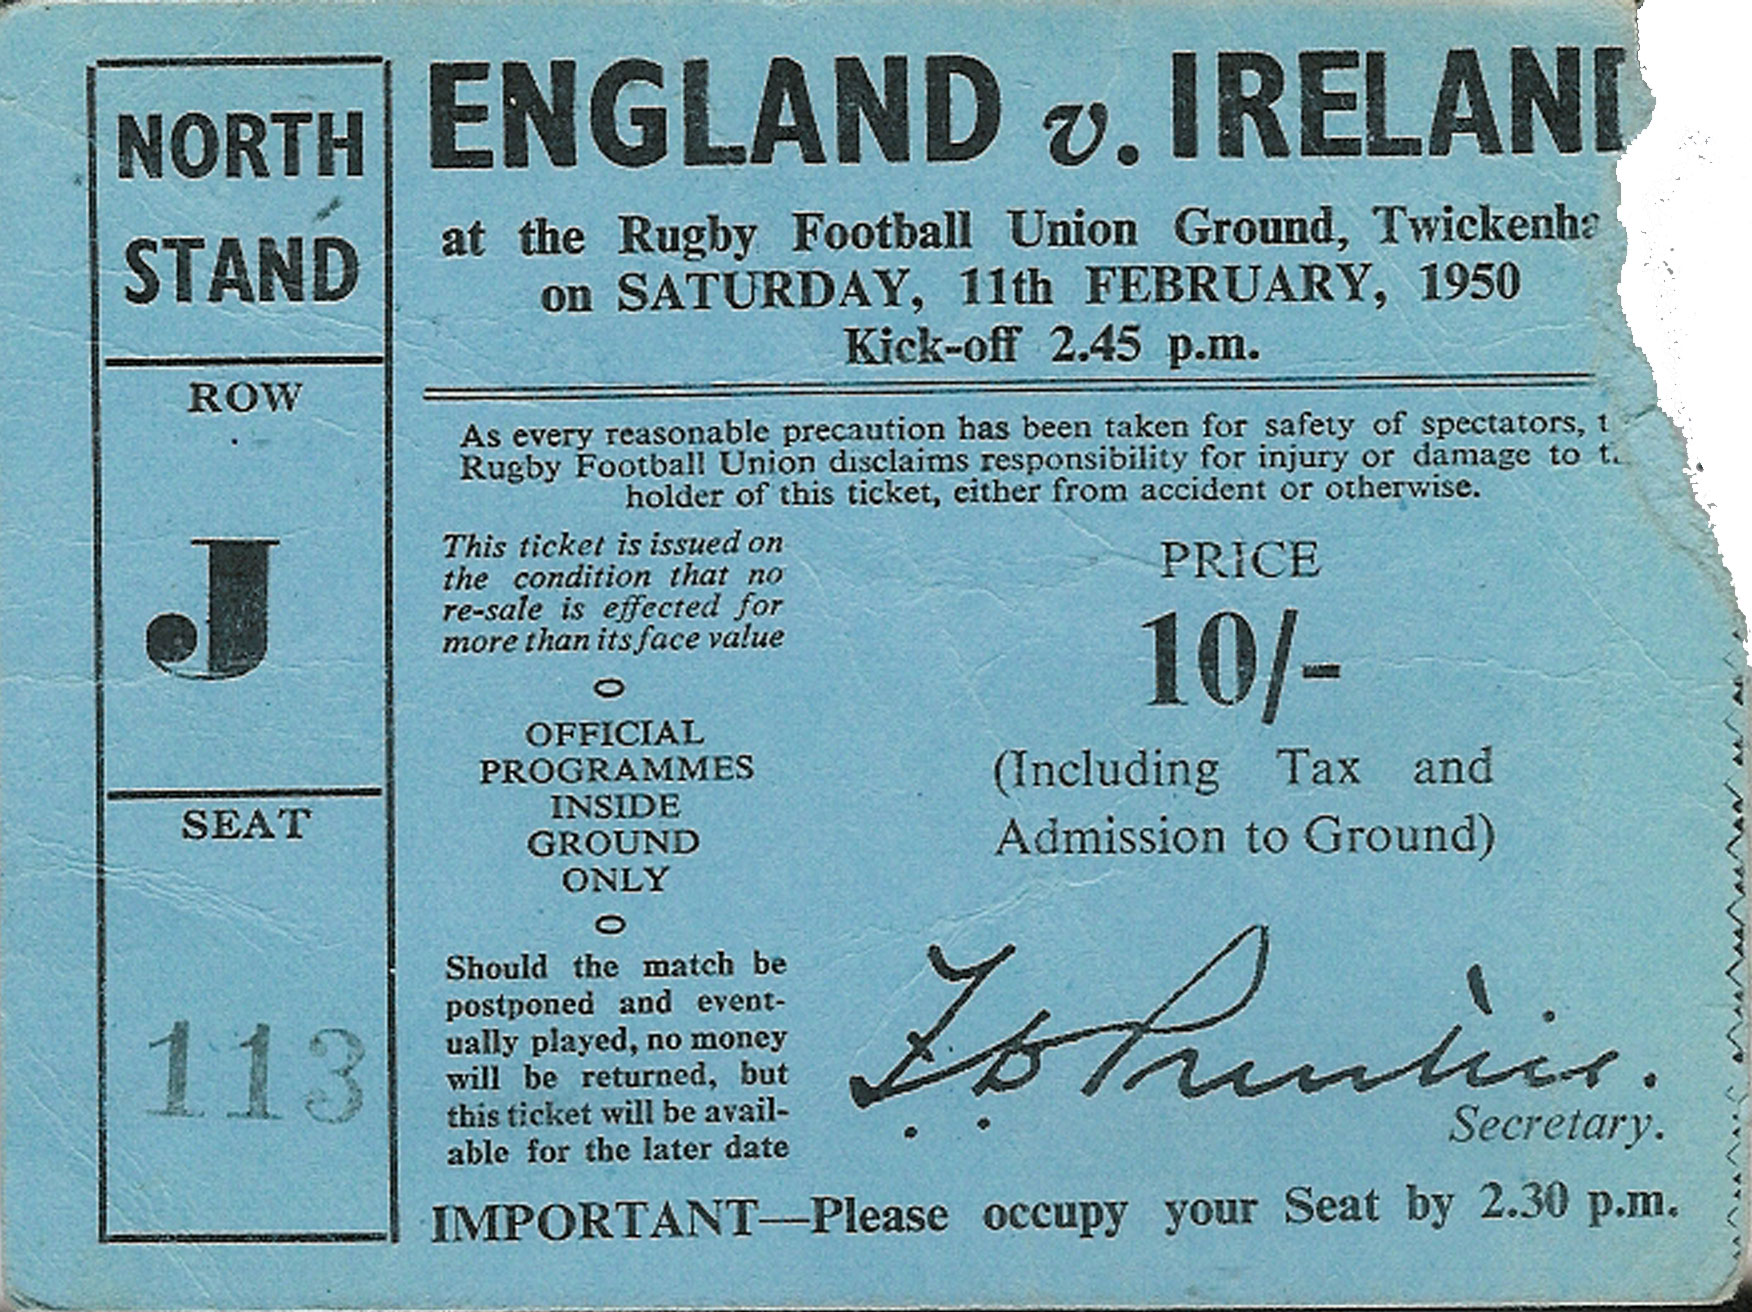 NORTH
STAND
ROW
J
SEAT
113
ENGLAND v. IRELAND
at the Rugby Football Union Ground, Twickenha
on SATURDAY, 11th FEBRUARY, 1950
Kick-off 2.45 p.m.
As every reasonable precaution has been taken for safety of spectators, t
Rugby Football Union disclaims responsibility for injury or damage to t
holder of this ticket, either from accident or otherwise.
This ticket is issued on
the condition that no
re-sale is effected for
more than its face value
OFFICIAL
PROGRAMMES
INSIDE
GROUND
ONLY
Should the match be
postponed and event-
ually played, no money
will be returned, but
this ticket will be avail-
able for the later date
PRICE
10/-
(Including Tax and
Admission to Ground)
F. D. Prentice.
Secretary.
IMPORTANT—Please occupy your Seat by 2.30 p.m.